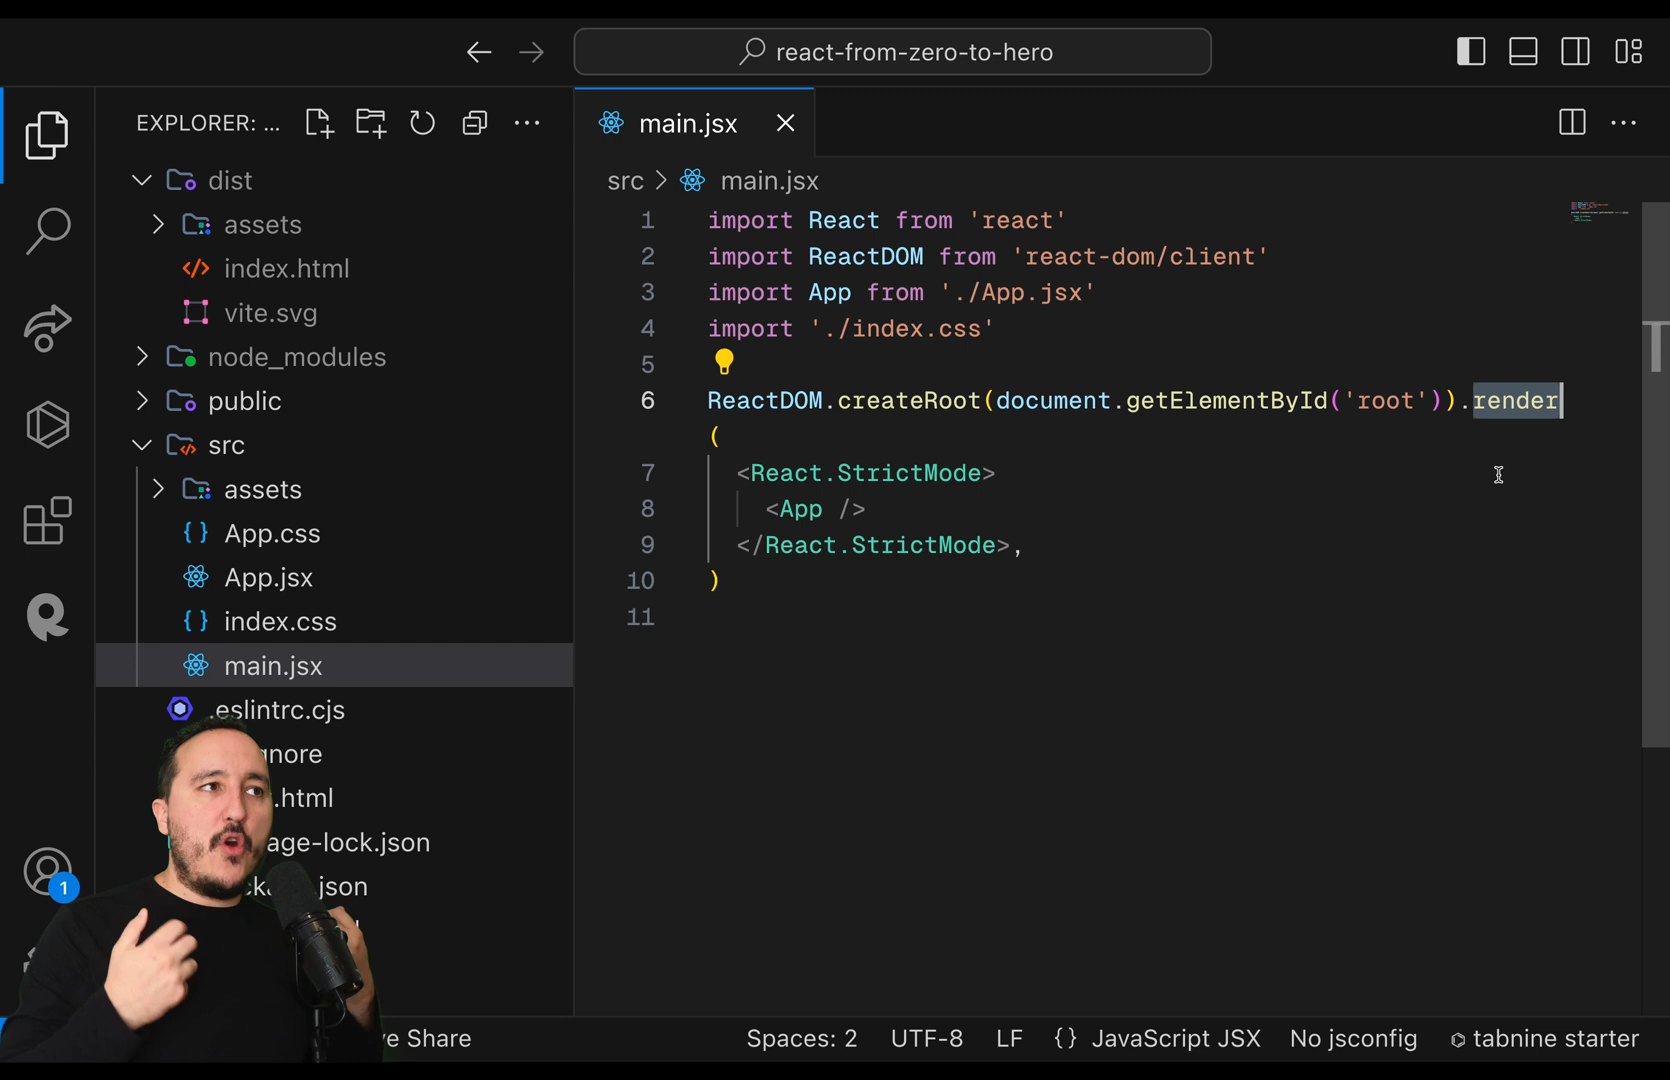 react-from-zero-to-hero
EXPLORER: ...
dist
assets
index.html
vite.svg
node_modules
public
src
assets
App.css
App.jsx
index.css
main.jsx
.eslintrc.cjs
gnore
.html
age-lock.json
json
main.jsx
src > main.jsx
1 import React from 'react'
2 import ReactDOM from 'react-dom/client'
3 import App from './App.jsx'
4 import './index.css'
5
6 ReactDOM.createRoot(document.getElementById('root')).render
(
7 <React.StrictMode>
8 <App />
9 </React.StrictMode>,
10 )
11
1
e Share
Spaces: 2 UTF-8 LF {} JavaScript JSX No jsconfig tabnine starter